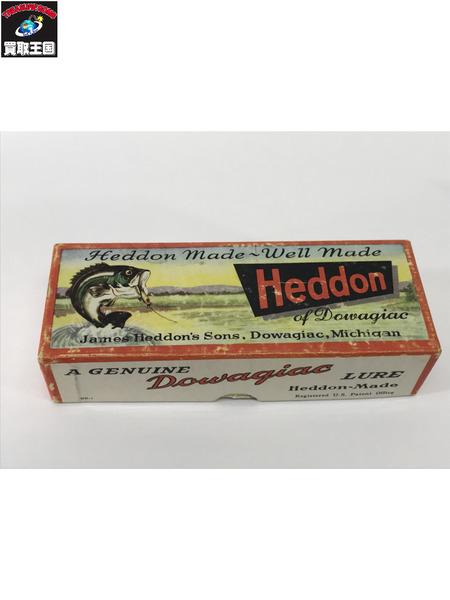 買取王国
Heddon Made~Well Made
Heddon
of Dowagiac
James Heddon's Sons, Dowagiac, Michigan
A GENUINE Dowagiac LURE
Heddon-Made
Registered U.S. Patent Office